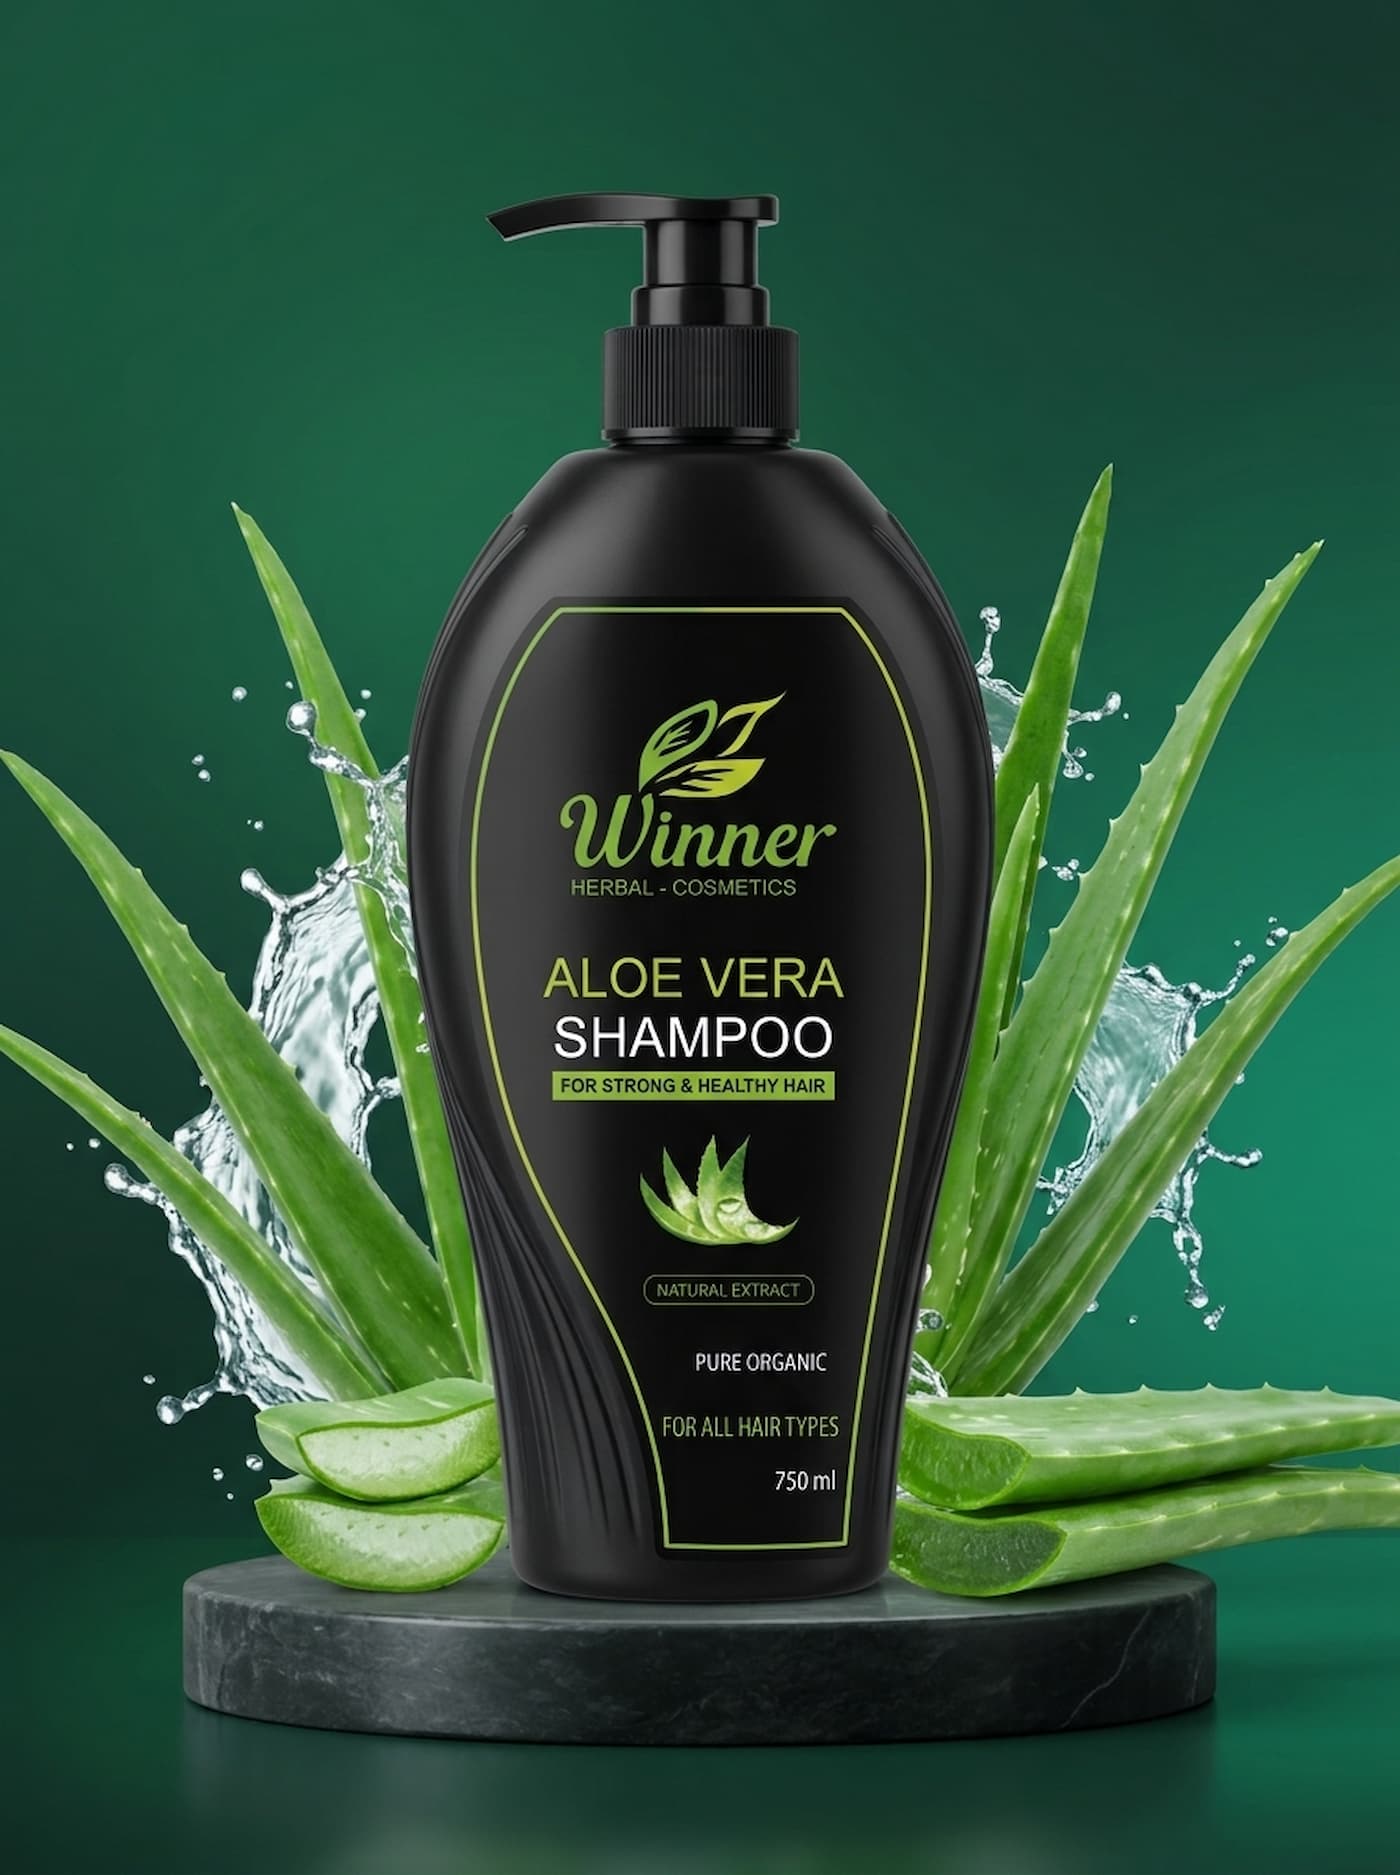 Winner
HERBAL - COSMETICS
ALOE VERA
SHAMPOO
FOR STRONG & HEALTHY HAIR
NATURAL EXTRACT
PURE ORGANIC
FOR ALL HAIR TYPES
750 ml